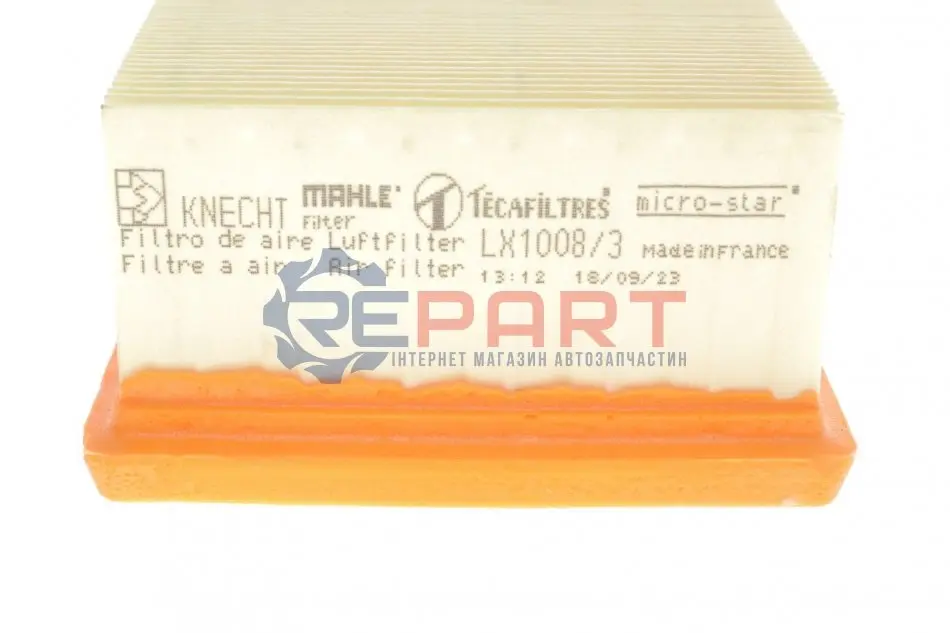 KNECHT MAHLE Filter TECAFILTRES® micro-star®
Filtro de aire Luftfilter LX1008/3 Made in France
Filtre a air Air filter 13:12 18/09/23
REPART
ІНТЕРНЕТ МАГАЗИН АВТОЗАПЧАСТИН